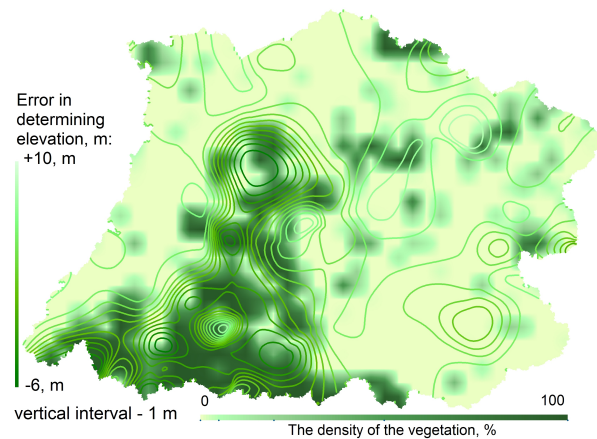 Error in
determining
elevation, m:
+10, m
-6, m
vertical interval - 1 m
0 100
The density of the vegetation, %